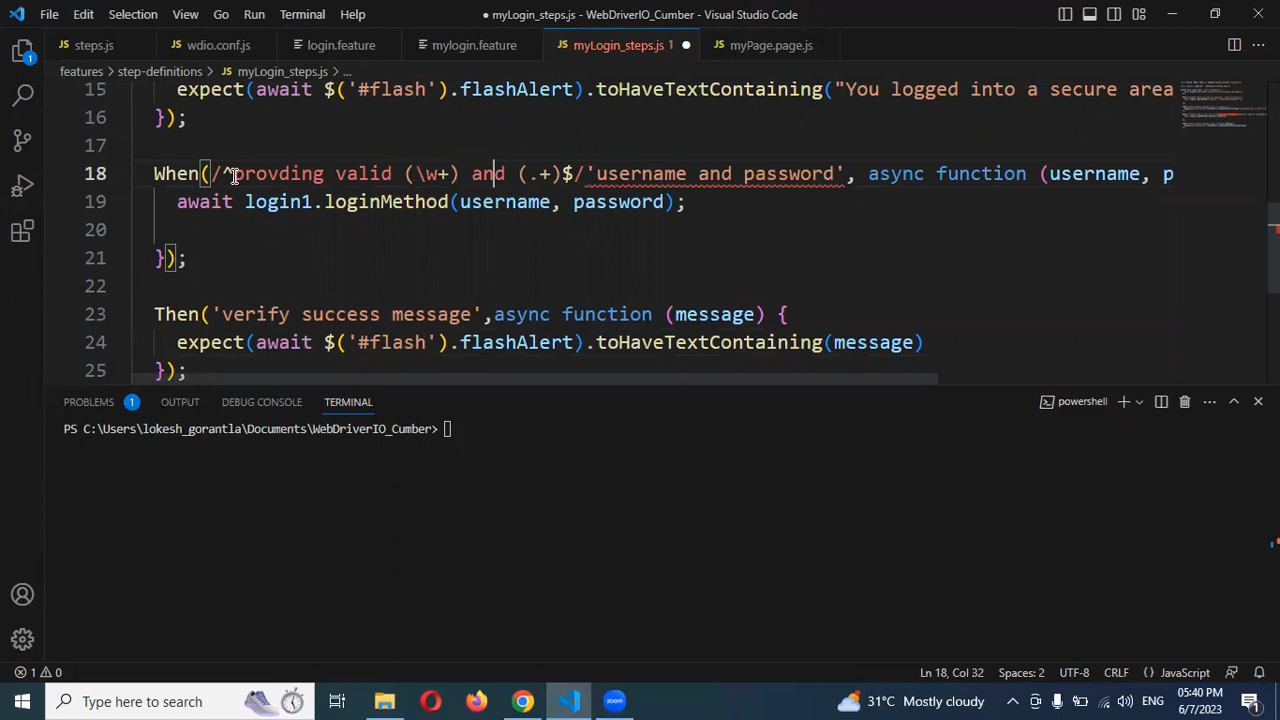 File Edit Selection View Go Run Terminal Help
● myLogin_steps.js - WebDriverIO_Cumber - Visual Studio Code
steps.js wdio.conf.js login.feature mylogin.feature myLogin_steps.js 1 ● myPage.page.js
features > step-definitions > myLogin_steps.js > ...
15 expect(await $('#flash').flashAlert).toHaveTextContaining("You logged into a secure area
16 });
17
18 When(/^provding valid (\w+) and (.+)$/'username and password', async function (username, p
19 await login1.loginMethod(username, password);
20
21 });
22
23 Then('verify success message',async function (message) {
24 expect(await $('#flash').flashAlert).toHaveTextContaining(message)
25 });
PROBLEMS 1 OUTPUT DEBUG CONSOLE TERMINAL powershell
PS C:\Users\lokesh_gorantla\Documents\WebDriverIO_Cumber>
1 0 Ln 18, Col 32 Spaces: 2 UTF-8 CRLF {} JavaScript
Type here to search zoom 31°C Mostly cloudy ENG 05:40 PM 6/7/2023 1